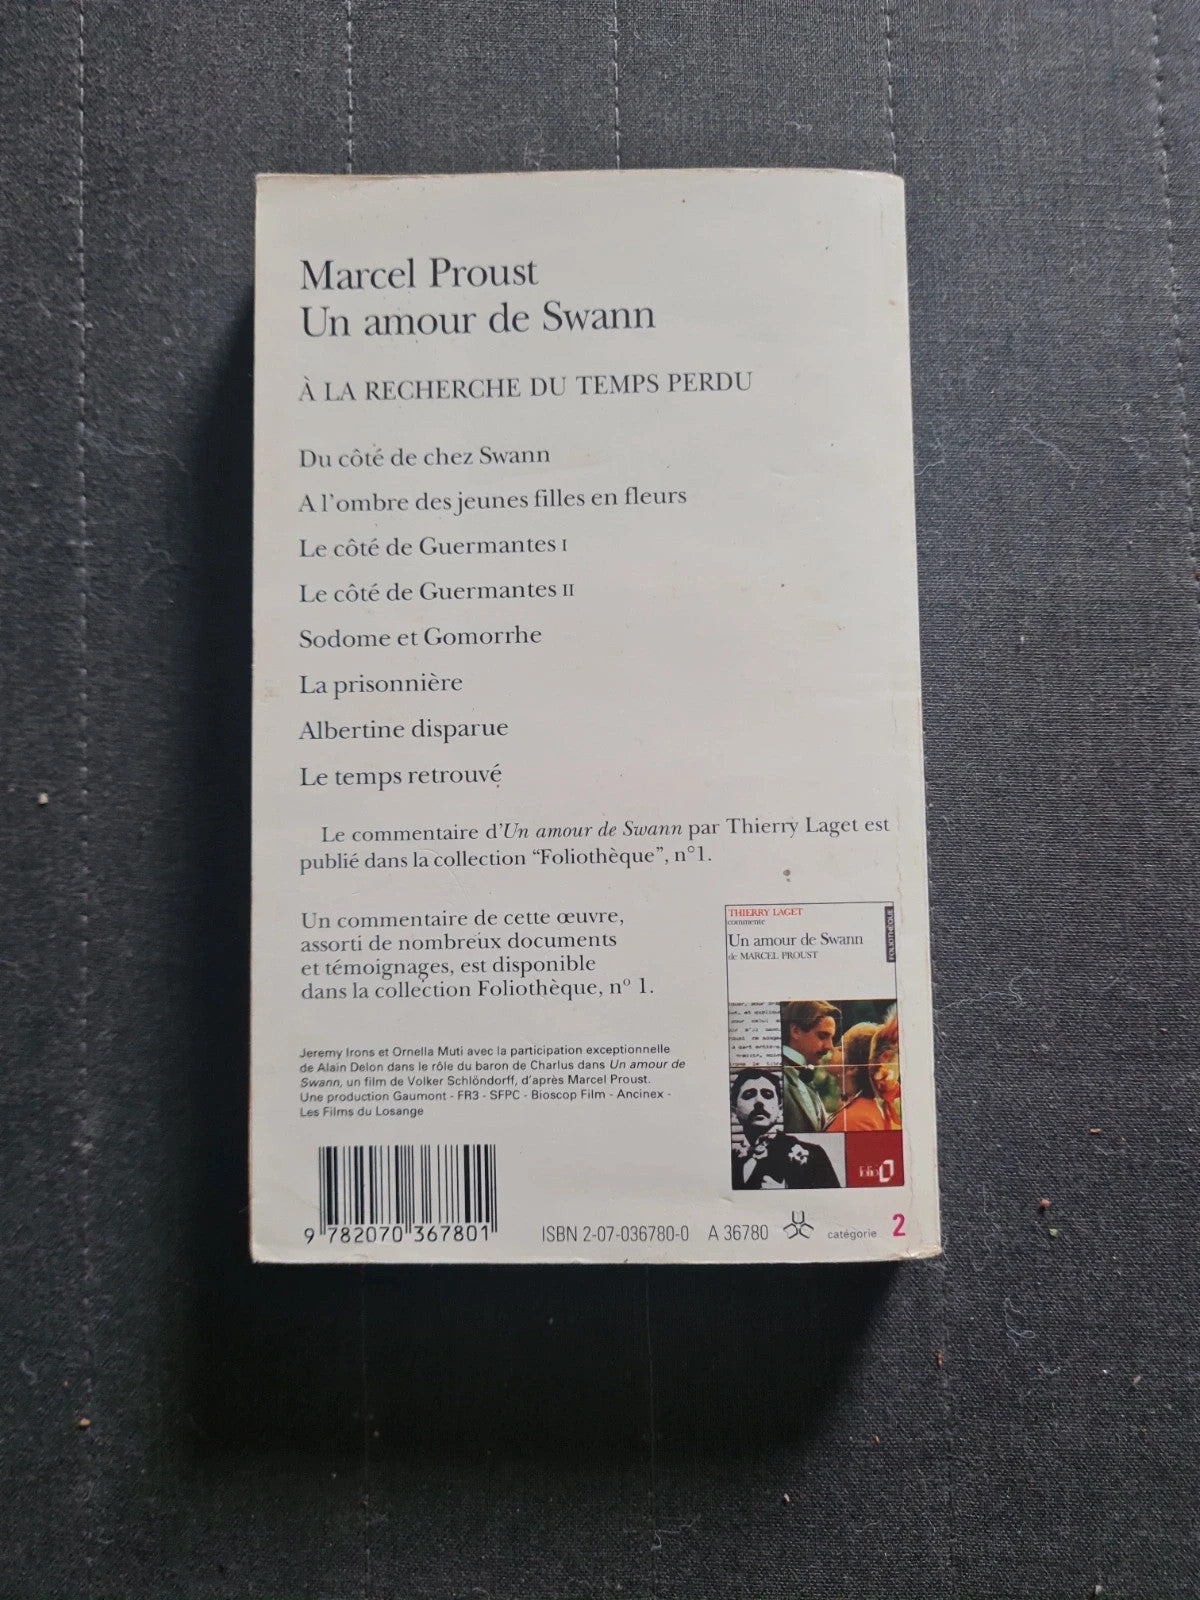 Marcel Proust
Un amour de Swann
À LA RECHERCHE DU TEMPS PERDU
Du côté de chez Swann
A l'ombre des jeunes filles en fleurs
Le côté de Guermantes I
Le côté de Guermantes II
Sodome et Gomorrhe
La prisonnière
Albertine disparue
Le temps retrouvé
Le commentaire d'Un amour de Swann par Thierry Laget est
publié dans la collection “Foliothèque”, n°1.
Un commentaire de cette œuvre,
assorti de nombreux documents
et témoignages, est disponible
dans la collection Foliothèque, nº 1.
THIERRY LAGET
commente
Un amour de Swann
de MARCEL PROUST
FOLIOTHÈQUE
folio
Jeremy Irons et Ornella Muti avec la participation exceptionnelle
de Alain Delon dans le rôle du baron de Charlus dans Un amour de
Swann, un film de Volker Schlöndorff, d'après Marcel Proust.
Une production Gaumont - FR3 - SFPC - Bioscop Film - Ancinex -
Les Films du Losange
9 782070 367801
ISBN 2-07-036780-0 A 36780 catégorie 2